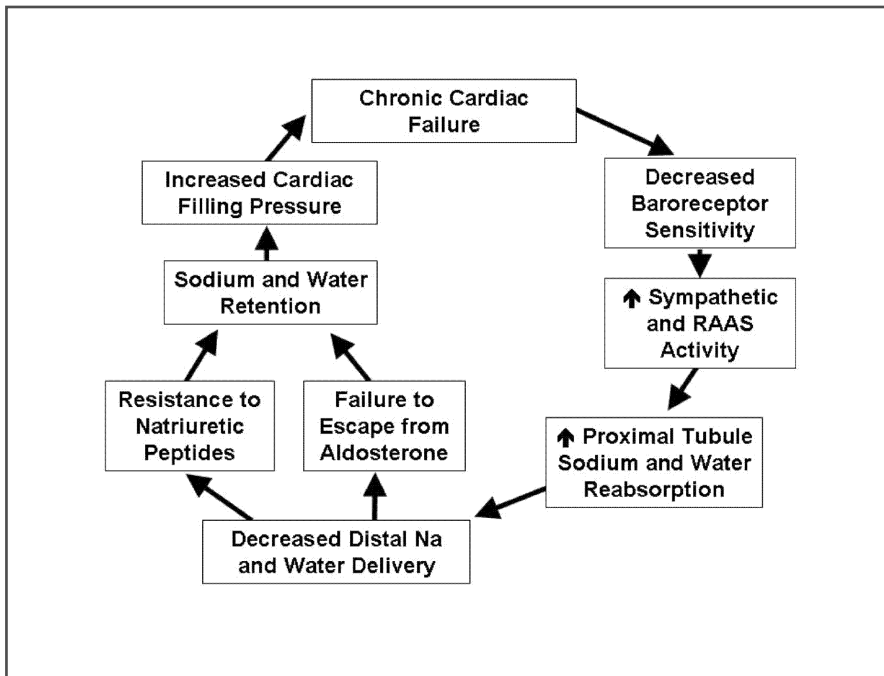 Chronic Cardiac
Failure
Decreased
Baroreceptor
Sensitivity
🡹 Sympathetic
and RAAS
Activity
🡹 Proximal Tubule
Sodium and Water
Reabsorption
Decreased Distal Na
and Water Delivery
Failure to
Escape from
Aldosterone
Resistance to
Natriuretic
Peptides
Sodium and Water
Retention
Increased Cardiac
Filling Pressure